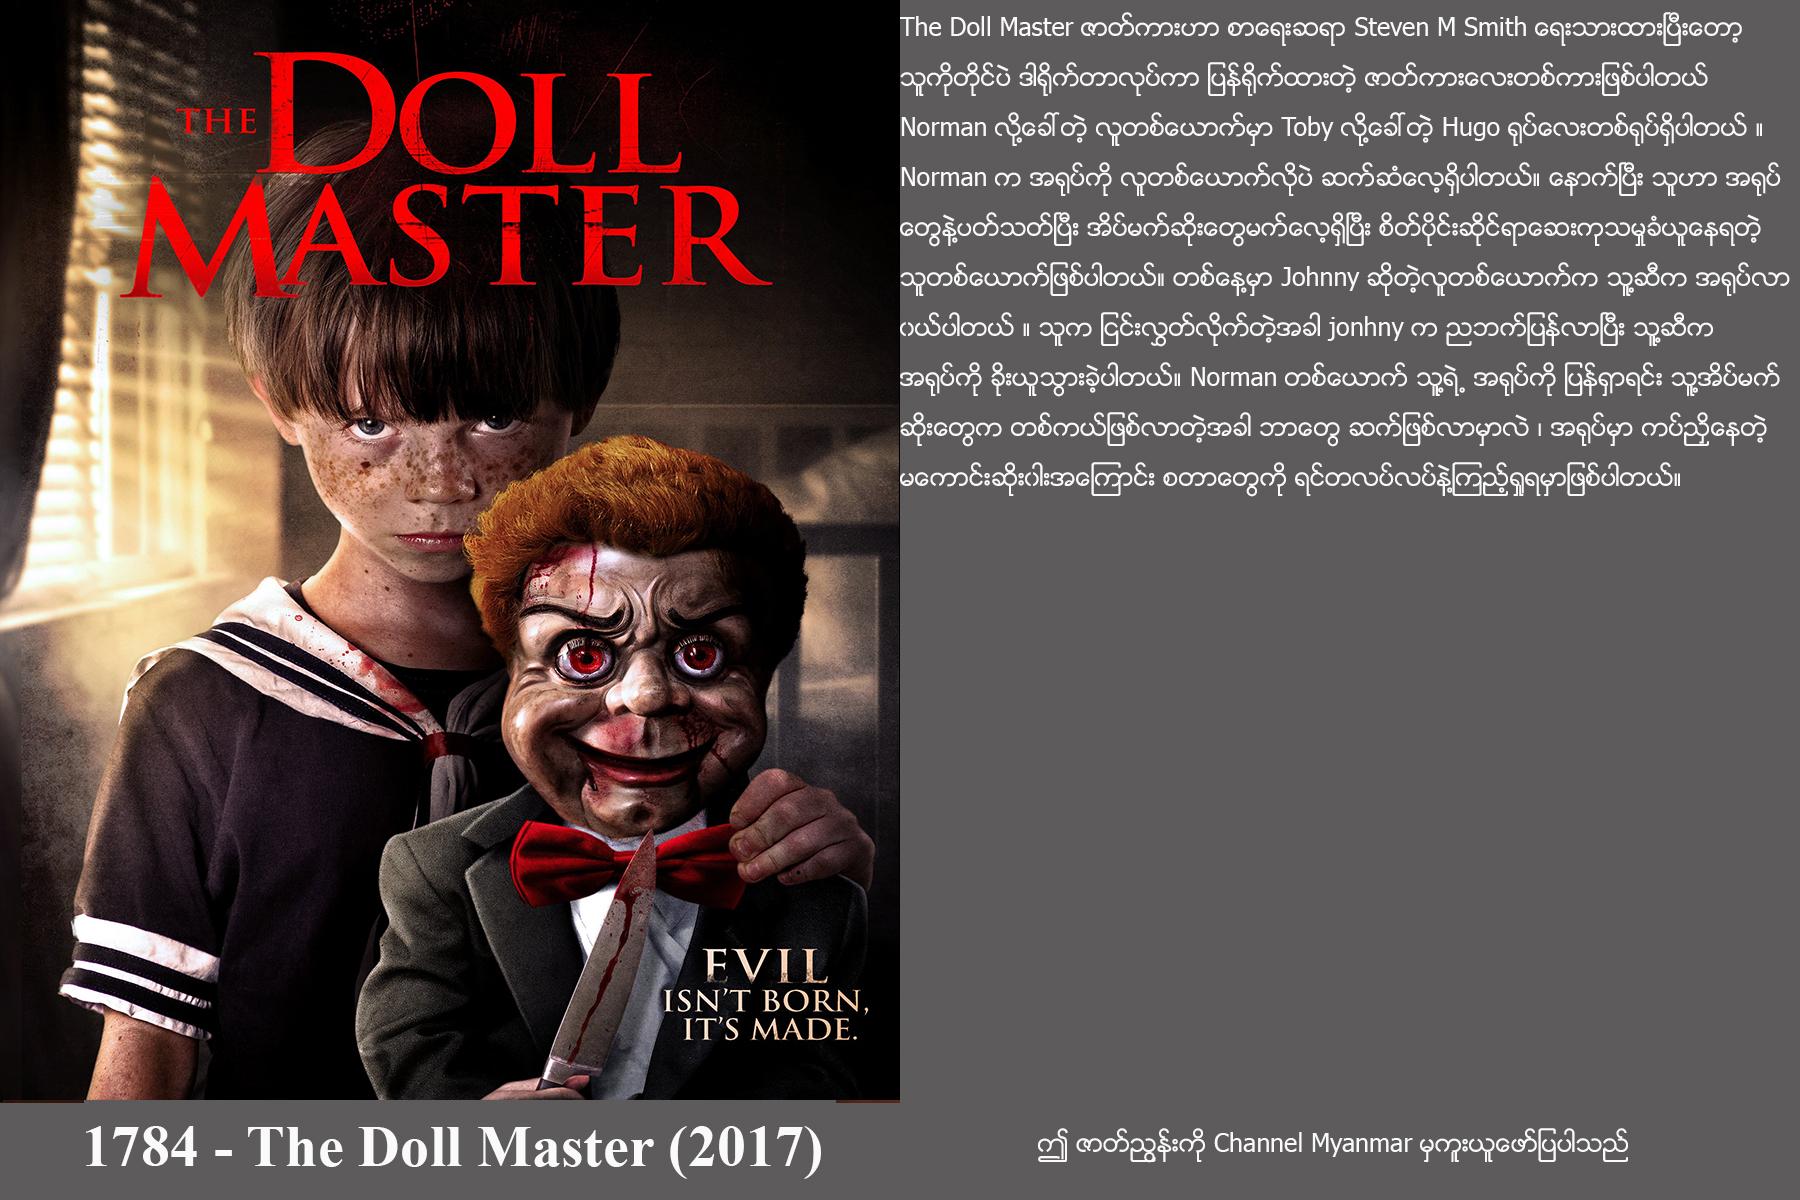 THE DOLL
MASTER
EVIL
ISN'T BORN,
IT'S MADE.
1784 - The Doll Master (2017)
The Doll Master ဇာတ်ကားဟာ စာရေးဆရာ Steven M Smith ရေးသားထားပြီးတော့
သူကိုတိုင်ပဲ ဒါရိုက်တာလုပ်ကာ ပြန်ရိုက်ထားတဲ့ ဇာတ်ကားလေးတစ်ကားဖြစ်ပါတယ်
Norman လို့ခေါ်တဲ့ လူတစ်ယောက်မှာ Toby လို့ခေါ်တဲ့ Hugo ရုပ်လေးတစ်ရုပ်ရှိပါတယ် ။
Norman က အရုပ်ကို လူတစ်ယောက်လိုပဲ ဆက်ဆံလေ့ရှိပါတယ်။ နောက်ပြီး သူဟာ အရုပ်
တွေနဲ့ပတ်သတ်ပြီး အိပ်မက်ဆိုးတွေမက်လေ့ရှိပြီး စိတ်ပိုင်းဆိုင်ရာဆေးကုသမှုခံယူနေရတဲ့
သူတစ်ယောက်ဖြစ်ပါတယ်။ တစ်နေ့မှာ Johnny ဆိုတဲ့လူတစ်ယောက်က သူ့ဆီက အရုပ်လာ
ဝယ်ပါတယ် ။ သူက ငြင်းလွှတ်လိုက်တဲ့အခါ jonhny က ညဘက်ပြန်လာပြီး သူ့ဆီက
အရုပ်ကို ခိုးယူသွားခဲ့ပါတယ်။ Norman တစ်ယောက် သူ့ရဲ့ အရုပ်ကို ပြန်ရှာရင်း သူ့အိပ်မက်
ဆိုးတွေက တစ်ကယ်ဖြစ်လာတဲ့အခါ ဘာတွေ ဆက်ဖြစ်လာမှာလဲ ၊ အရုပ်မှာ ကပ်ညှိနေတဲ့
မကောင်းဆိုးဝါးအကြောင်း စတာတွေကို ရင်တလပ်လပ်နဲ့ကြည့်ရှုရမှာဖြစ်ပါတယ်။
ဤ ဇာတ်ညွှန်းကို Channel Myanmar မှကူးယူဖော်ပြပါသည်